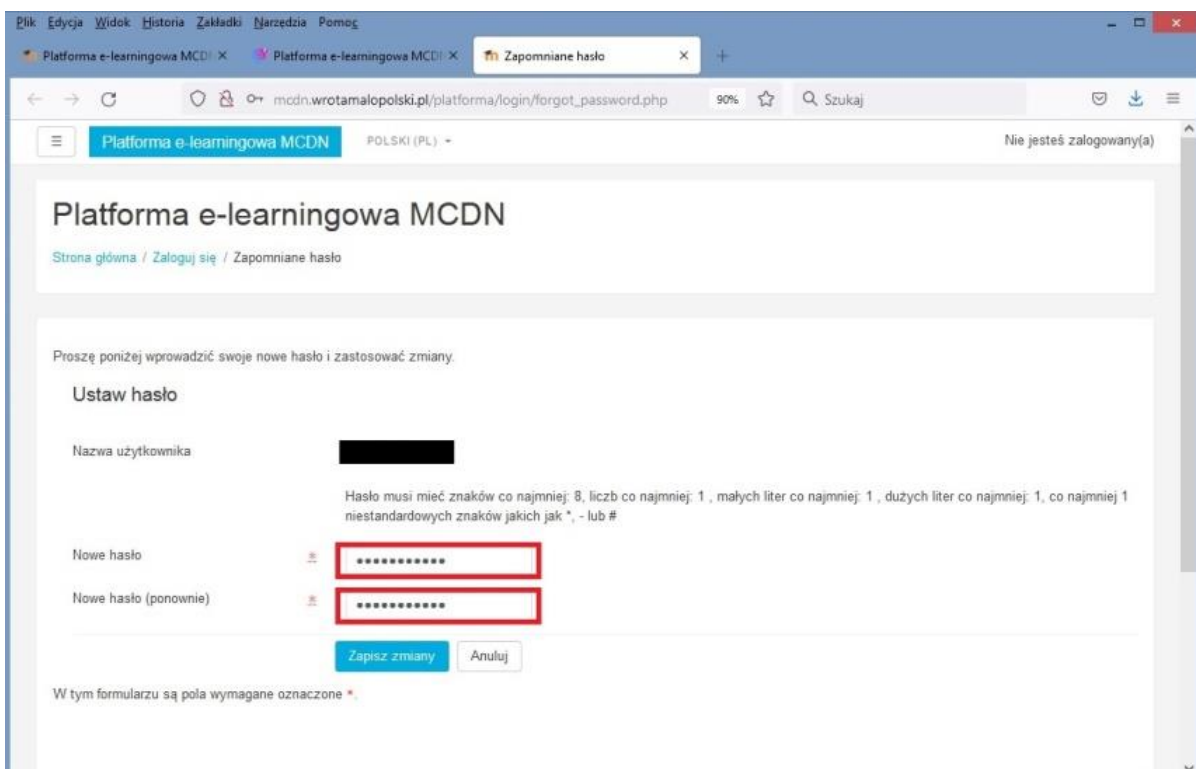 Plik Edycja Widok Historia Zakładki Narzędzia Pomoc
Platforma e-learningowa MCD Platforma e-learningowa MCD Zapomniane hasło
mcdn.wrotamalopolski.pl/platforma/login/forgot_password.php 90% Szukaj
Platforma e-learningowa MCDN POLSKI (PL) Nie jesteś zalogowany(a)
Platforma e-learningowa MCDN
Strona główna / Zaloguj się / Zapomniane hasło
Proszę poniżej wprowadzić swoje nowe hasło i zastosować zmiany.
Ustaw hasło
Nazwa użytkownika
Hasło musi mieć znaków co najmniej: 8, liczb co najmniej: 1 , małych liter co najmniej: 1 , dużych liter co najmniej: 1, co najmniej 1
niestandardowych znaków jakich jak *, - lub #
Nowe hasło * •••••••••••
Nowe hasło (ponownie) * •••••••••••
Zapisz zmiany Anuluj
W tym formularzu są pola wymagane oznaczone *.